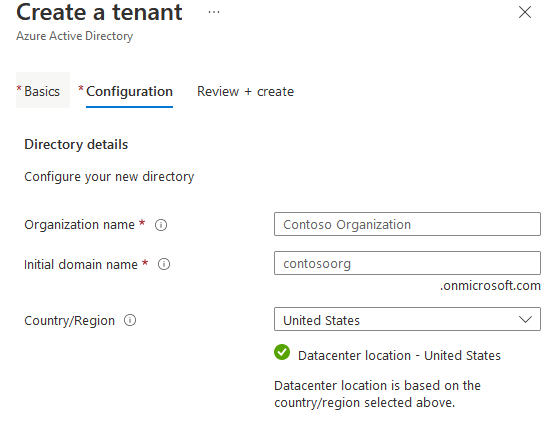 Create a tenant ...
Azure Active Directory
* Basics * Configuration Review + create
Directory details
Configure your new directory
Organization name * Contoso Organization
Initial domain name * contosoorg
.onmicrosoft.com
Country/Region United States
Datacenter location - United States
Datacenter location is based on the
country/region selected above.